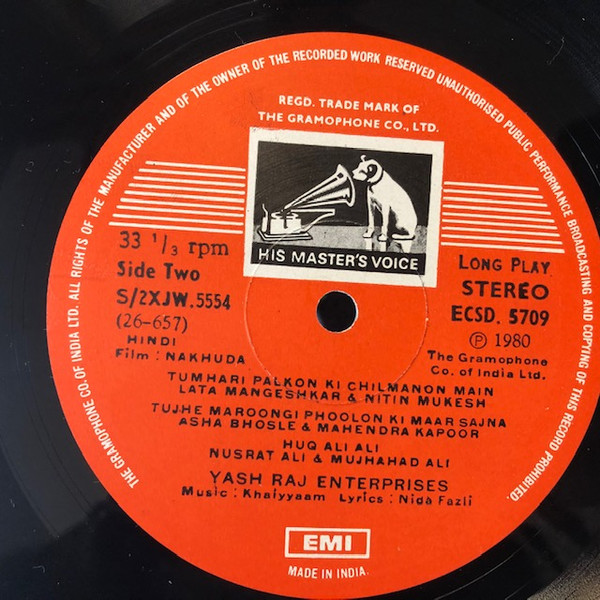 THE GRAMOPHONE CO. OF INDIA LTD. ALL RIGHTS OF THE MANUFACTURER AND OF THE OWNER OF THE RECORDED WORK RESERVED UNAUTHORISED PUBLIC PERFORMANCE BROADCASTING AND COPYING OF THIS RECORD PROHIBITED.
REGD. TRADE MARK OF
THE GRAMOPHONE CO., LTD.
HIS MASTER'S VOICE
33 1/3 rpm
Side Two
S/2XJW.5554
(26-657)
HINDI
Film : NAKHUDA
LONG PLAY
STEREO
ECSD. 5709
℗ 1980
The Gramophone
Co. of India Ltd.
TUMHARI PALKON KI CHILMANON MAIN
LATA MANGESHKAR & NITIN MUKESH
TUJHE MAROONGI PHOOLON KI MAAR SAJNA
ASHA BHOSLE & MAHENDRA KAPOOR
HUQ ALI ALI
NUSRAT ALI & MUJHAHAD ALI
YASH RAJ ENTERPRISES
Music : Khaiyyaam Lyrics : Nida Fazli
EMI
MADE IN INDIA.